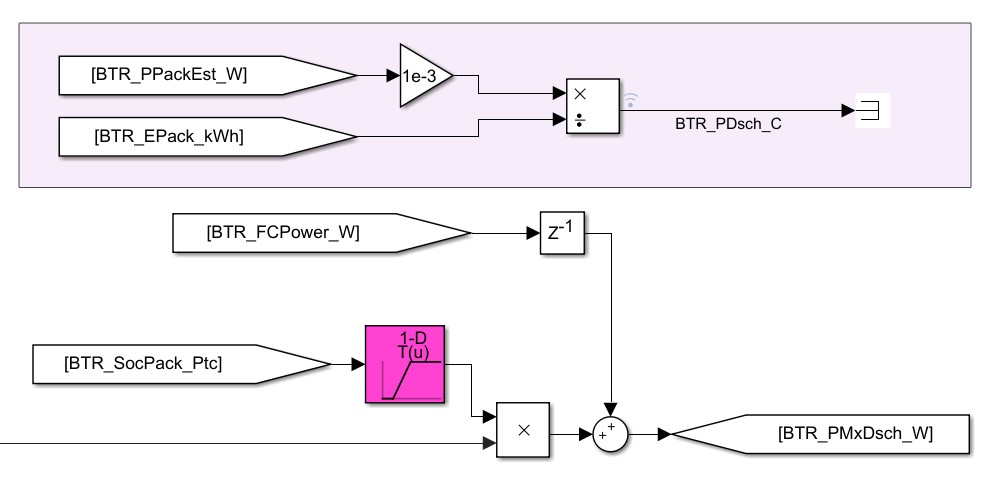 [BTR_PPackEst_W]
1e-3
[BTR_EPack_kWh]
×
÷
BTR_PDsch_C
[BTR_FCPower_W]
Z-1
[BTR_SocPack_Ptc]
1-D
T(u)
×
+
+
[BTR_PMxDsch_W]